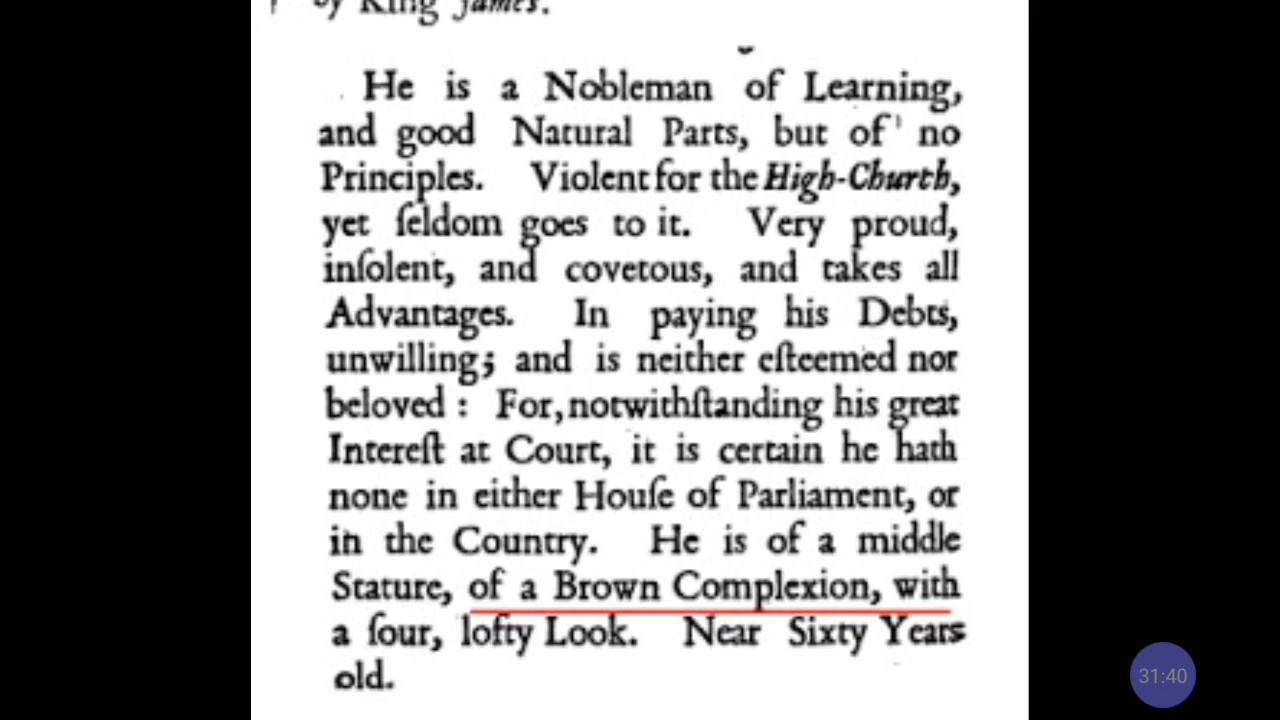 by King James.
He is a Nobleman of Learning,
and good Natural Parts, but of no
Principles. Violent for the High-Church,
yet ſeldom goes to it. Very proud,
inſolent, and covetous, and takes all
Advantages. In paying his Debts,
unwilling; and is neither eſteemed nor
beloved : For, notwithſtanding his great
Intereſt at Court, it is certain he hath
none in either Houſe of Parliament, or
in the Country. He is of a middle
Stature, of a Brown Complexion, with
a ſour, lofty Look. Near Sixty Years
old.
31:40